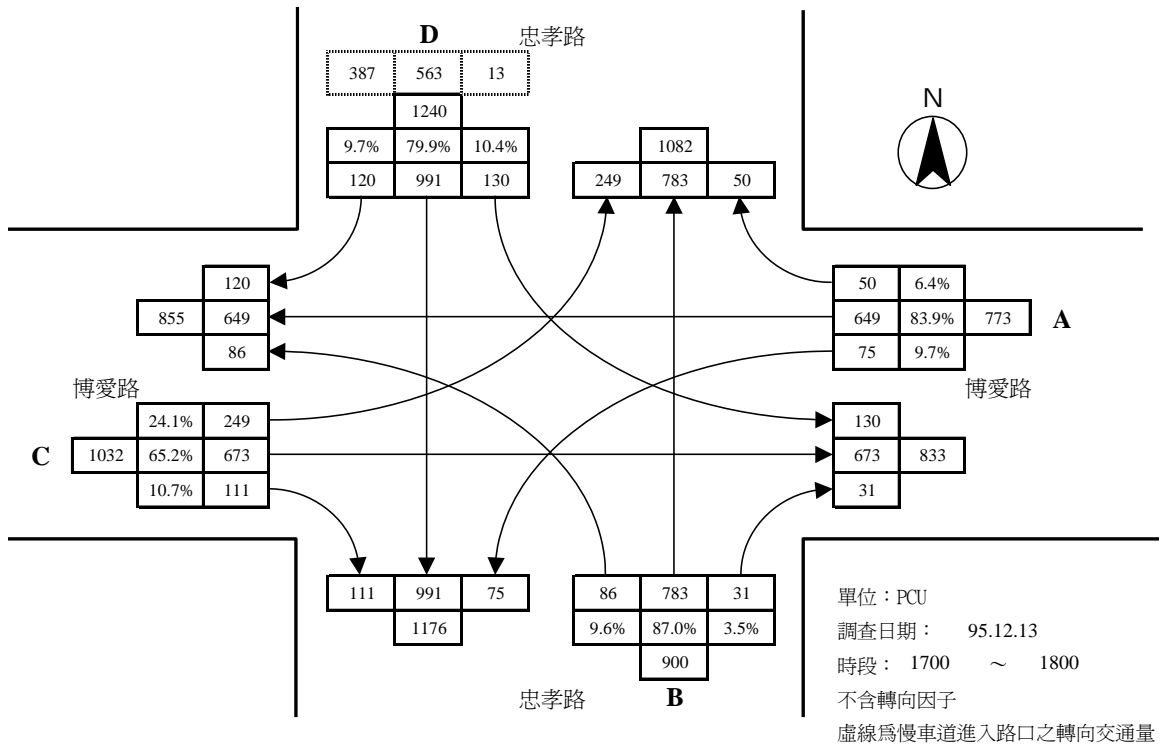 D 忠孝路
387 563 13
1240
9.7% 79.9% 10.4%
120 991 130
1082
249 783 50
N
120
855 649
86
50 6.4%
649 83.9% 773
75 9.7%
A
博愛路
博愛路
24.1% 249
C 1032 65.2% 673
10.7% 111
130
673 833
31
111 991 75
1176
86 783 31
9.6% 87.0% 3.5%
900
忠孝路 B
單位：PCU
調查日期： 95.12.13
時段： 1700 ～ 1800
不含轉向因子
虛線為慢車道進入路口之轉向交通量